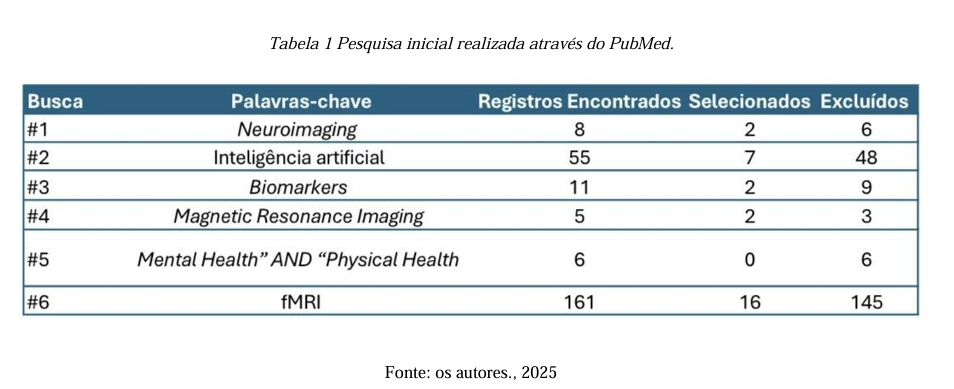 Tabela 1 Pesquisa inicial realizada através do PubMed.
Busca Palavras-chave Registros Encontrados Selecionados Excluídos
#1 Neuroimaging 8 2 6
#2 Inteligência artificial 55 7 48
#3 Biomarkers 11 2 9
#4 Magnetic Resonance Imaging 5 2 3
#5 Mental Health” AND “Physical Health 6 0 6
#6 fMRI 161 16 145
Fonte: os autores., 2025